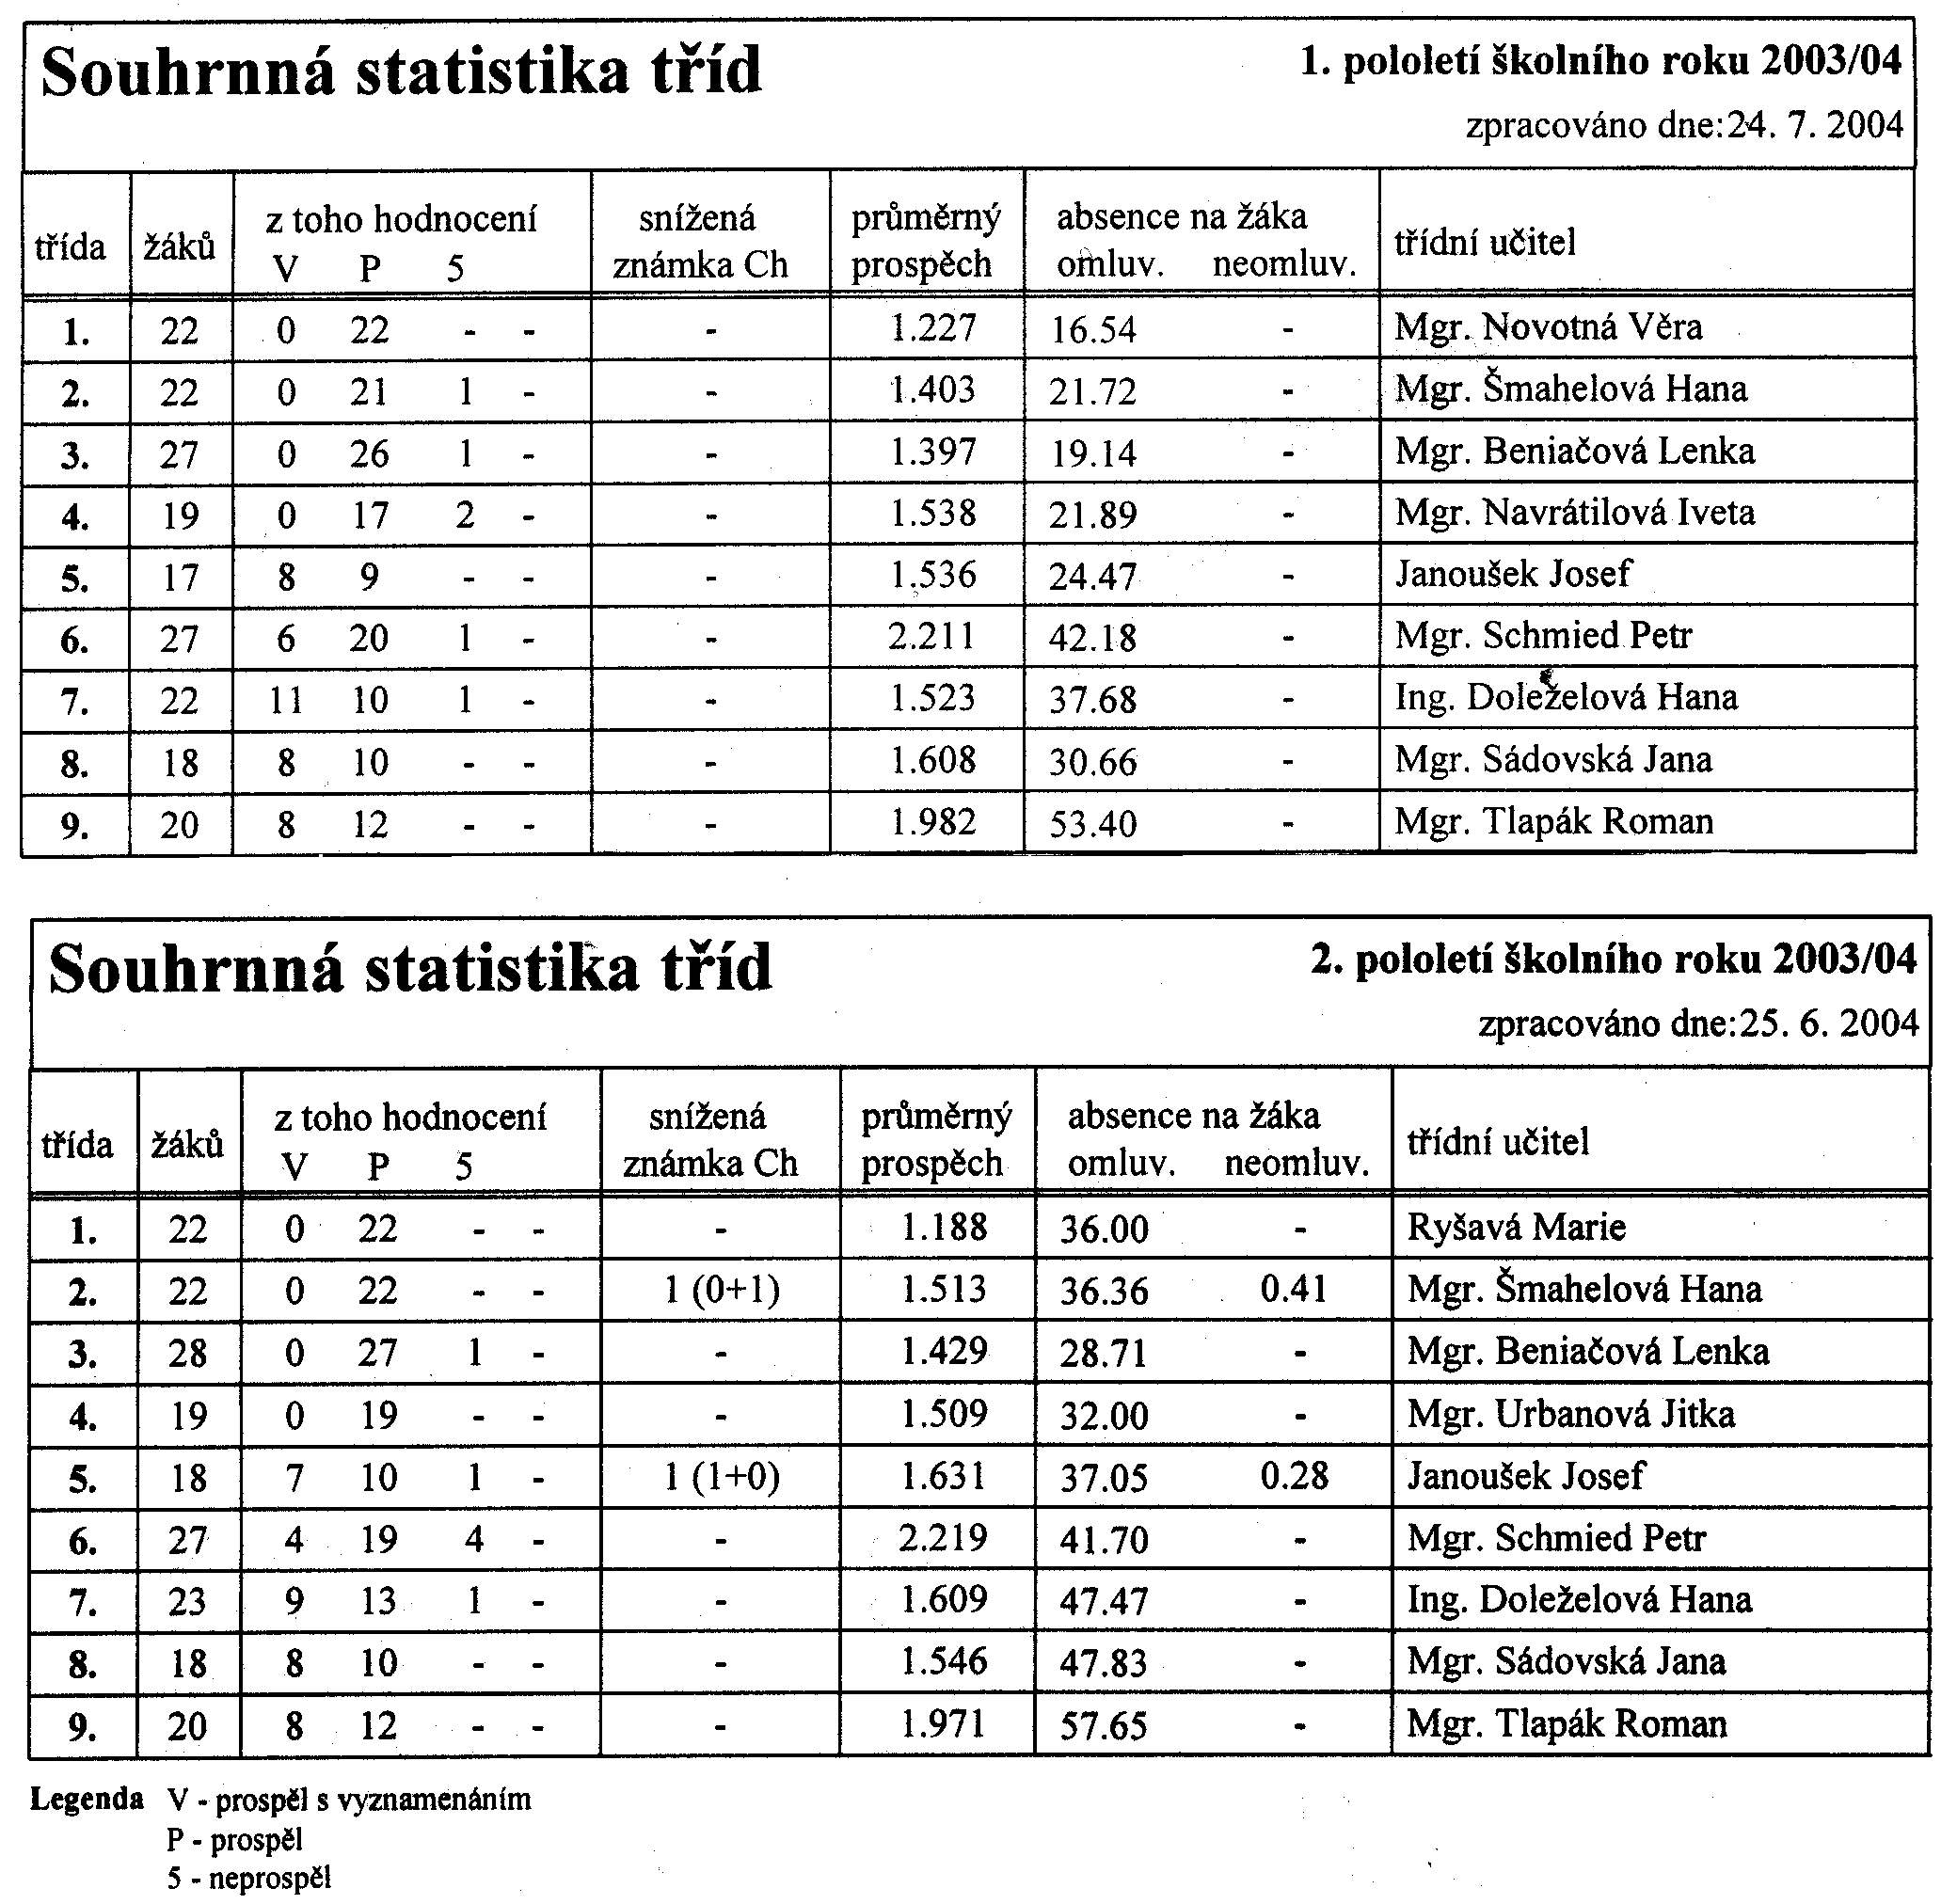 Souhrnná statistika tříd 1. pololetí školního roku 2003/04
zpracováno dne:24. 7. 2004
třída žáků z toho hodnocení snížená průměrný absence na žáka třídní učitel
V P 5 známka Ch prospěch omluv. neomluv.
1. 22 0 22 - - - 1.227 16.54 - Mgr. Novotná Věra
2. 22 0 21 1 - - 1.403 21.72 - Mgr. Šmahelová Hana
3. 27 0 26 1 - - 1.397 19.14 - Mgr. Beniačová Lenka
4. 19 0 17 2 - - 1.538 21.89 - Mgr. Navrátilová Iveta
5. 17 8 9 - - - 1.536 24.47 - Janoušek Josef
6. 27 6 20 1 - - 2.211 42.18 - Mgr. Schmied Petr
7. 22 11 10 1 - - 1.523 37.68 - Ing. Doleželová Hana
8. 18 8 10 - - - 1.608 30.66 - Mgr. Sádovská Jana
9. 20 8 12 - - - 1.982 53.40 - Mgr. Tlapák Roman
Souhrnná statistika tříd 2. pololetí školního roku 2003/04
zpracováno dne:25. 6. 2004
třída žáků z toho hodnocení snížená průměrný absence na žáka třídní učitel
V P 5 známka Ch prospěch omluv. neomluv.
1. 22 0 22 - - - 1.188 36.00 - Ryšavá Marie
2. 22 0 22 - - 1 (0+1) 1.513 36.36 0.41 Mgr. Šmahelová Hana
3. 28 0 27 1 - - 1.429 28.71 - Mgr. Beniačová Lenka
4. 19 0 19 - - - 1.509 32.00 - Mgr. Urbanová Jitka
5. 18 7 10 1 - 1 (1+0) 1.631 37.05 0.28 Janoušek Josef
6. 27 4 19 4 - - 2.219 41.70 - Mgr. Schmied Petr
7. 23 9 13 1 - - 1.609 47.47 - Ing. Doleželová Hana
8. 18 8 10 - - - 1.546 47.83 - Mgr. Sádovská Jana
9. 20 8 12 - - - 1.971 57.65 - Mgr. Tlapák Roman
Legenda V - prospěl s vyznamenáním
P - prospěl
5 - neprospěl